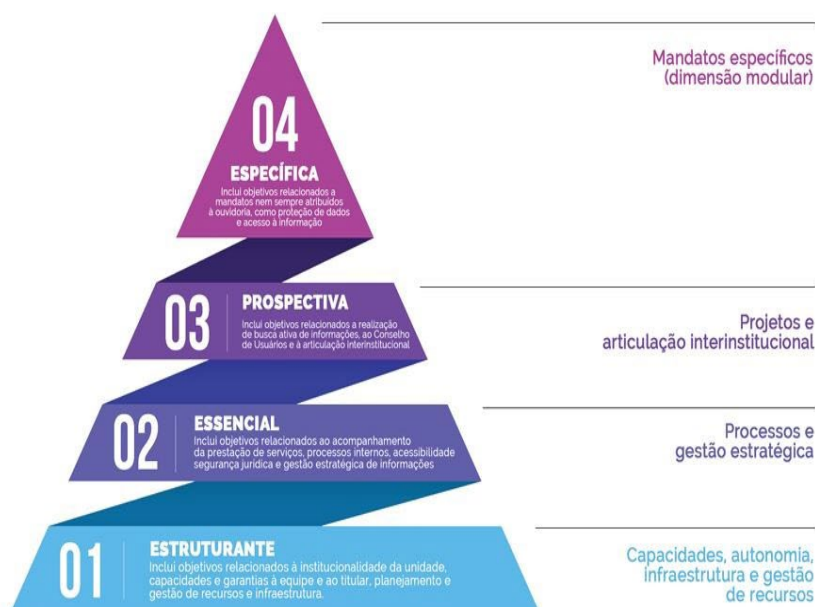 04
ESPECÍFICA
Inclui objetivos relacionados a
mandatos nem sempre atribuídos
à ouvidoria, como proteção de dados
e acesso à informação
Mandatos específicos
(dimensão modular)
03
PROSPECTIVA
Inclui objetivos relacionados a realização
de busca ativa de informações, ao Conselho
de Usuários e à articulação interinstitucional
Projetos e
articulação interinstitucional
02
ESSENCIAL
Inclui objetivos relacionados ao acompanhamento
da prestação de serviços, processos internos, acessibilidade
segurança jurídica e gestão estratégica de informações
Processos e
gestão estratégica
01
ESTRUTURANTE
Inclui objetivos relacionados à institucionalidade da unidade,
capacidades e garantias à equipe e ao titular, planejamento e
gestão de recursos e infraestrutura.
Capacidades, autonomia,
infraestrutura e gestão
de recursos